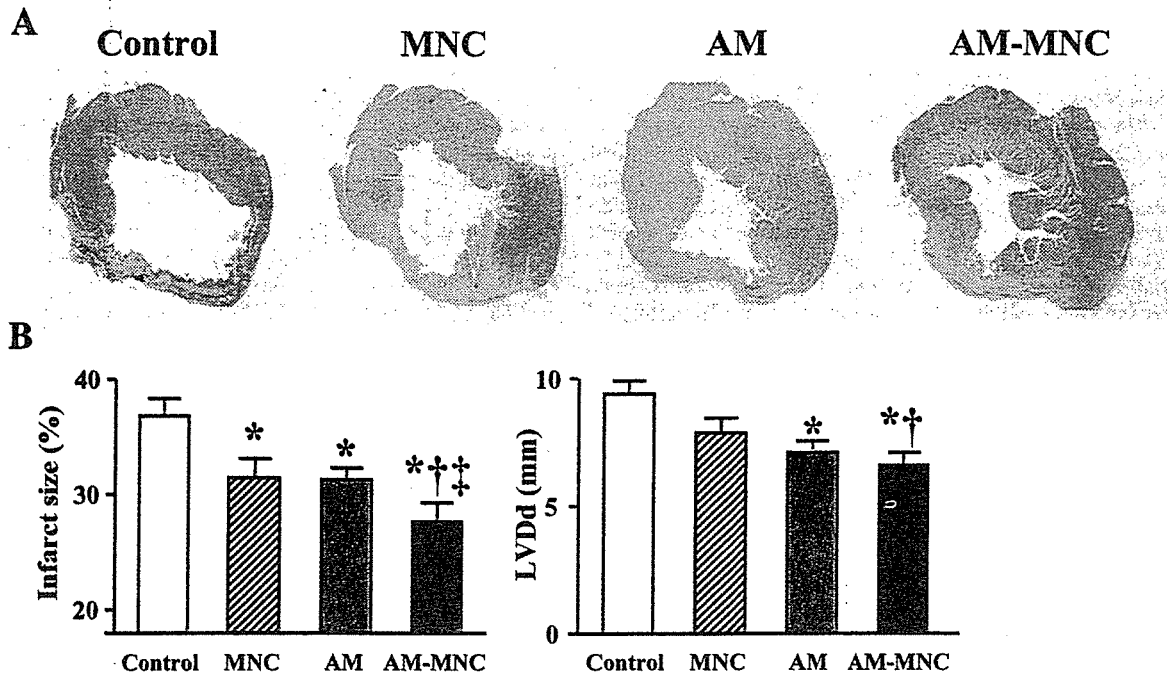 A
Control MNC AM AM-MNC
B
Infarct size (%)
40
30
20
*
*
*†‡
Control MNC AM AM-MNC
LVDd (mm)
10
5
0
*
*†
Control MNC AM AM-MNC